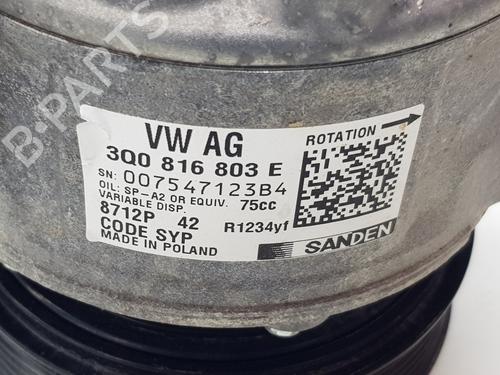 B-PARTS
VW AG
ROTATION
3Q0 816 803 E
SN: 007547123B4
OIL: SP-A2 OR EQUIV. 75cc
VARIABLE DISP.
8712P 42 R1234yf
CODE SYP
MADE IN POLAND
SANDEN